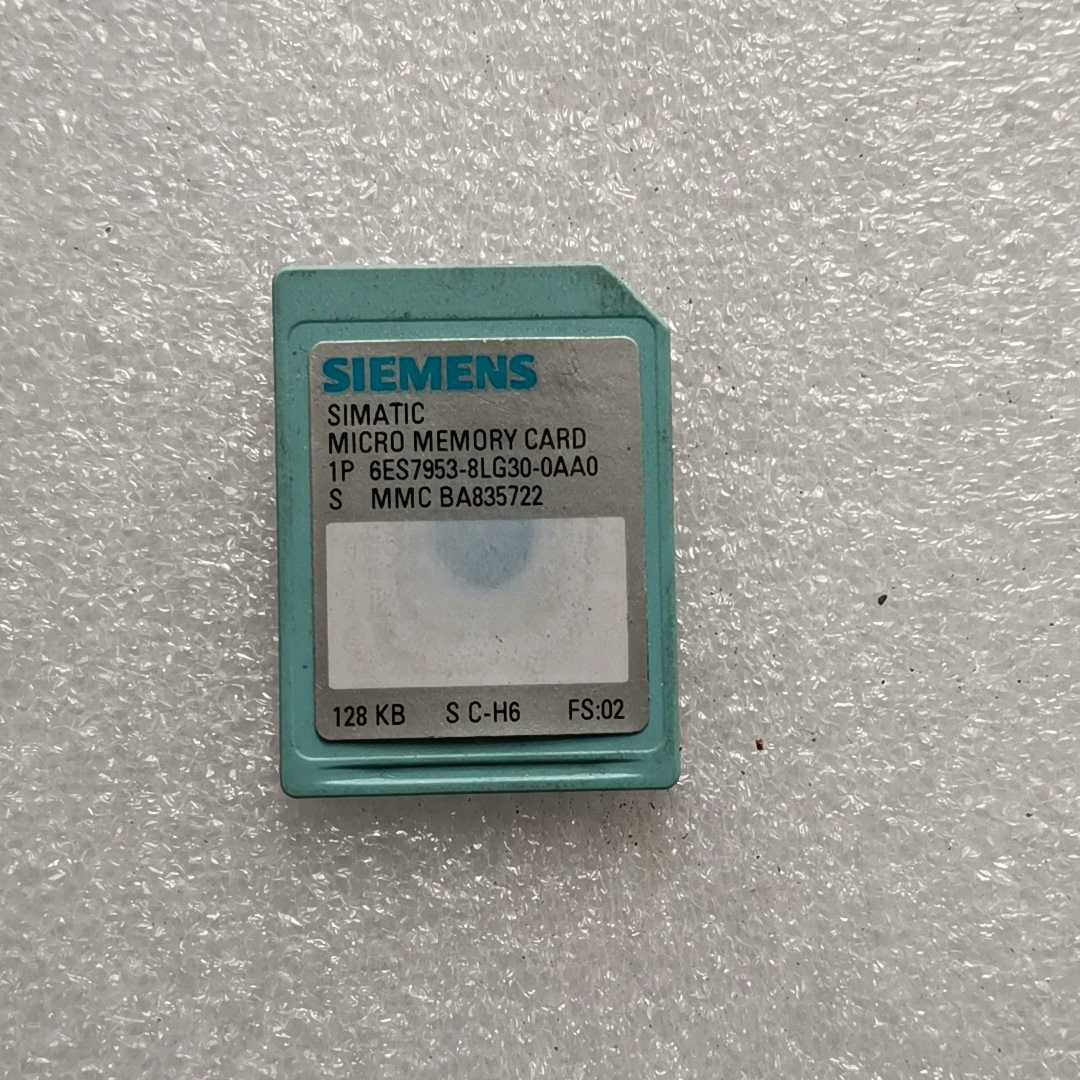 SIEMENS
SIMATIC
MICRO MEMORY CARD
1P 6ES7953-8LG30-0AA0
S MMC BA835722
128 KB S C-H6 FS:02